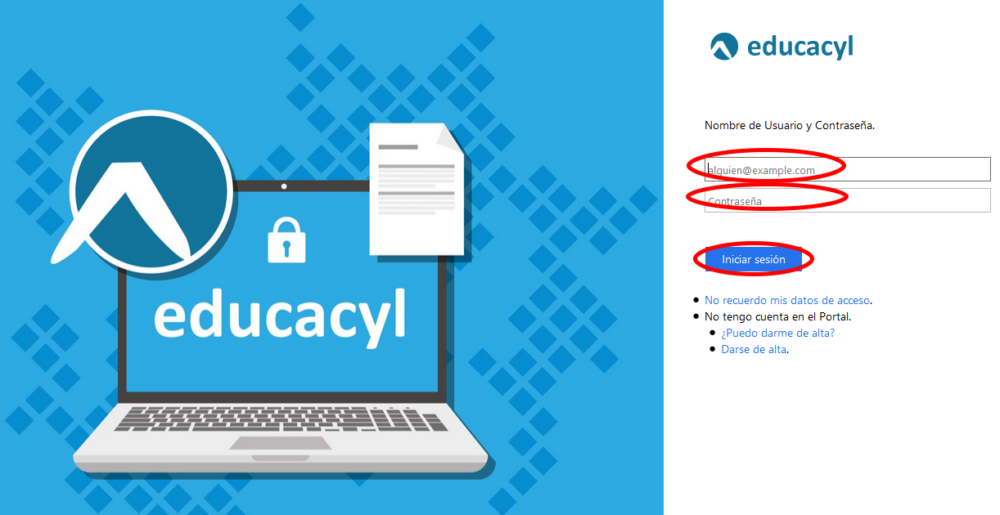 educacyl
educacyl
Nombre de Usuario y Contraseña.
alguien@example.com
Contraseña
Iniciar sesión
No recuerdo mis datos de acceso.
No tengo cuenta en el Portal.
¿Puedo darme de alta?
Darse de alta.